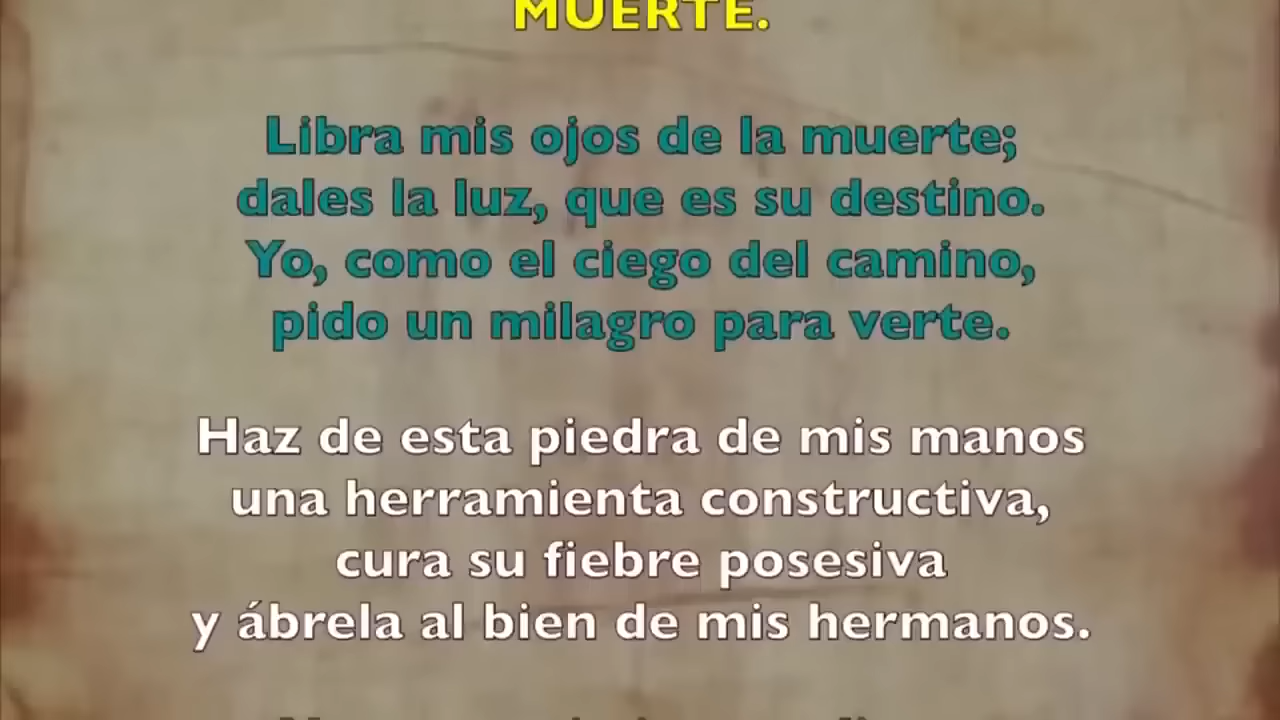 MUERTE.
Libra mis ojos de la muerte;
dales la luz, que es su destino.
Yo, como el ciego del camino,
pido un milagro para verte.
Haz de esta piedra de mis manos
una herramienta constructiva,
cura su fiebre posesiva
y ábrela al bien de mis hermanos.